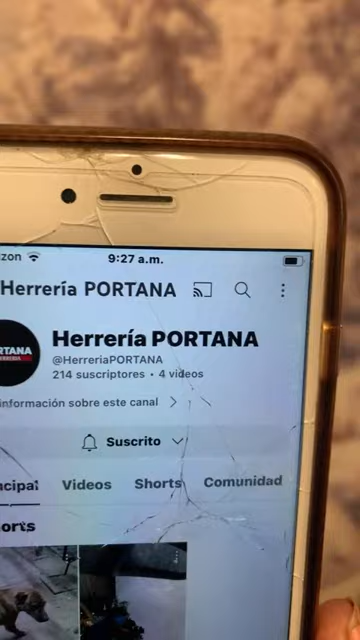 zon 9:27 a.m.
Herrería PORTANA
RTANA
Herrería PORTANA
@HerreriaPORTANA
214 suscriptores • 4 videos
información sobre este canal >
Suscrito
ncipal Videos Shorts Comunidad
orts